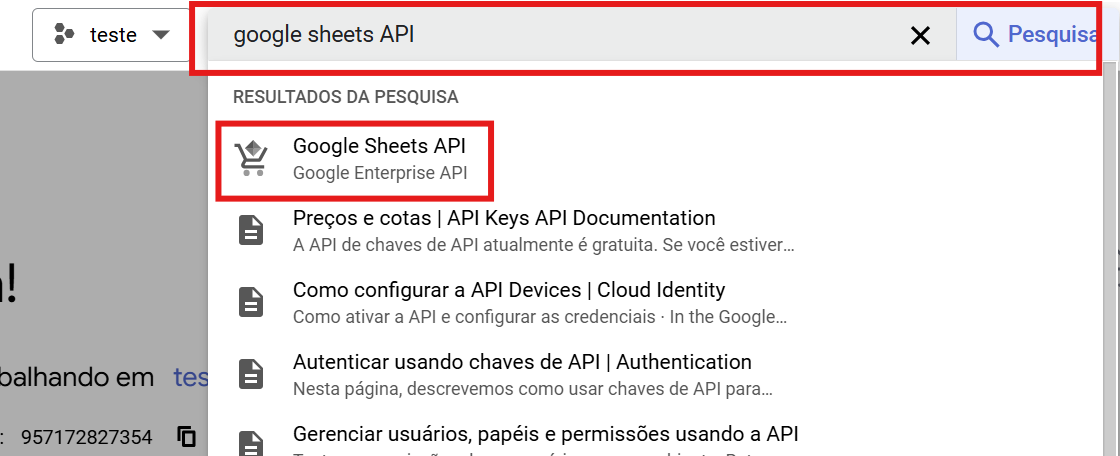 teste
google sheets API
Pesquisa
RESULTADOS DA PESQUISA
Google Sheets API
Google Enterprise API
Preços e cotas | API Keys API Documentation
A API de chaves de API atualmente é gratuita. Se você estiver…
Como configurar a API Devices | Cloud Identity
Como ativar a API e configurar as credenciais · In the Google…
Autenticar usando chaves de API | Authentication
Nesta página, descrevemos como usar chaves de API para…
balhando em tes
: 957172827354
Gerenciar usuários, papéis e permissões usando a API